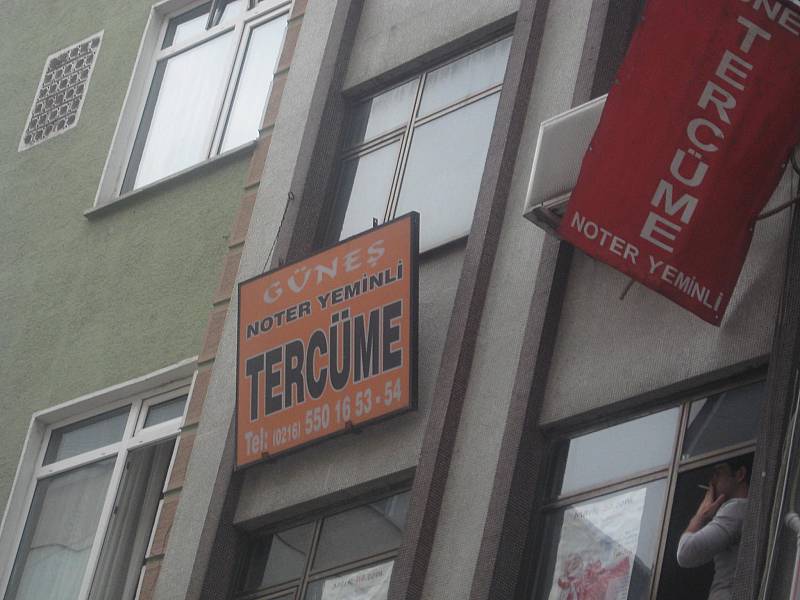 GÜNEŞ
NOTER YEMİNLİ
TERCÜME
Tel: (0216) 550 16 53 - 54
TERCÜME
NOTER YEMİNLİ